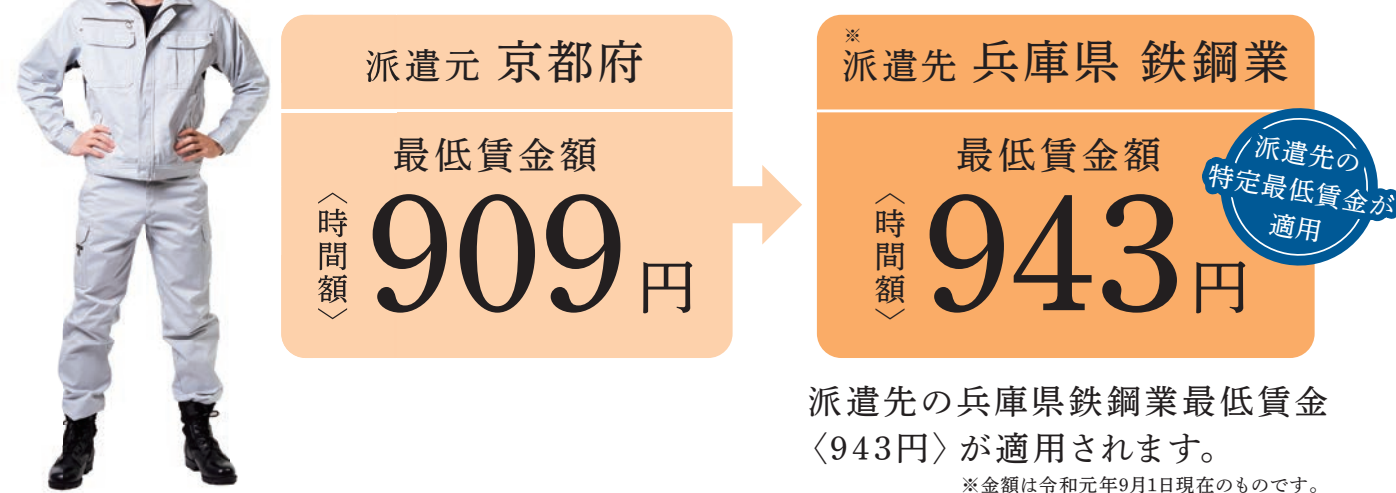 派遣元 京都府
最低賃金額
〈時間額〉
909円
※
派遣先 兵庫県 鉄鋼業
最低賃金額
〈時間額〉
943円
派遣先の
特定最低賃金が
適用
派遣先の兵庫県鉄鋼業最低賃金
〈943円〉が適用されます。
※金額は令和元年9月1日現在のものです。